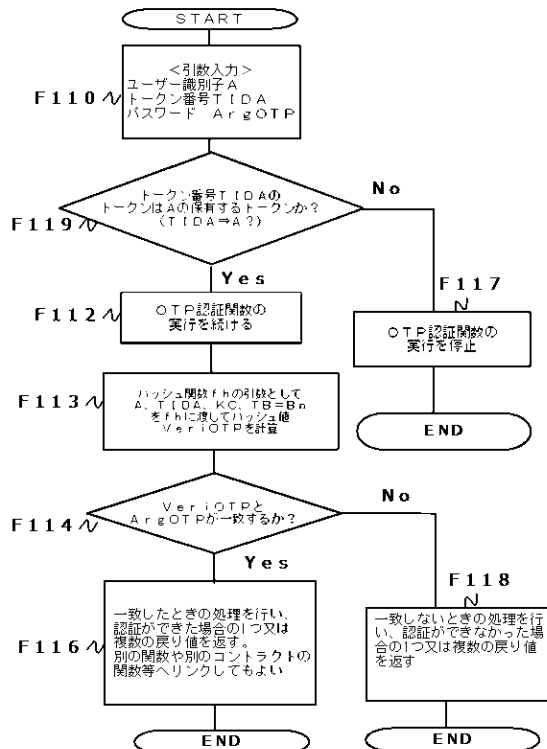 START
<引数入力>
ユーザー識別子A
トークン番号TIDA
パスワード ArgOTP
F110
トークン番号TIDAの
トークンはAの保有するトークンか?
(TIDA⇒A?)
F119
No
Yes
F117
OTP認証関数の
実行を続ける
F112
OTP認証関数の
実行を停止
ハッシュ関数fhの引数として
A、TIDA、KC、TB=Bn
をfhに渡してハッシュ値
VeriOTPを計算
F113
END
VeriOTPと
ArgOTPが一致するか?
F114
No
Yes
F118
一致したときの処理を行い、
認証ができた場合の1つ又は
複数の戻り値を返す。
別の関数や別のコントラクトの
関数等へリンクしてもよい
F116
一致しないときの処理を行
い、認証ができなかった場
合の1つ又は複数の戻り値
を返す
END
END